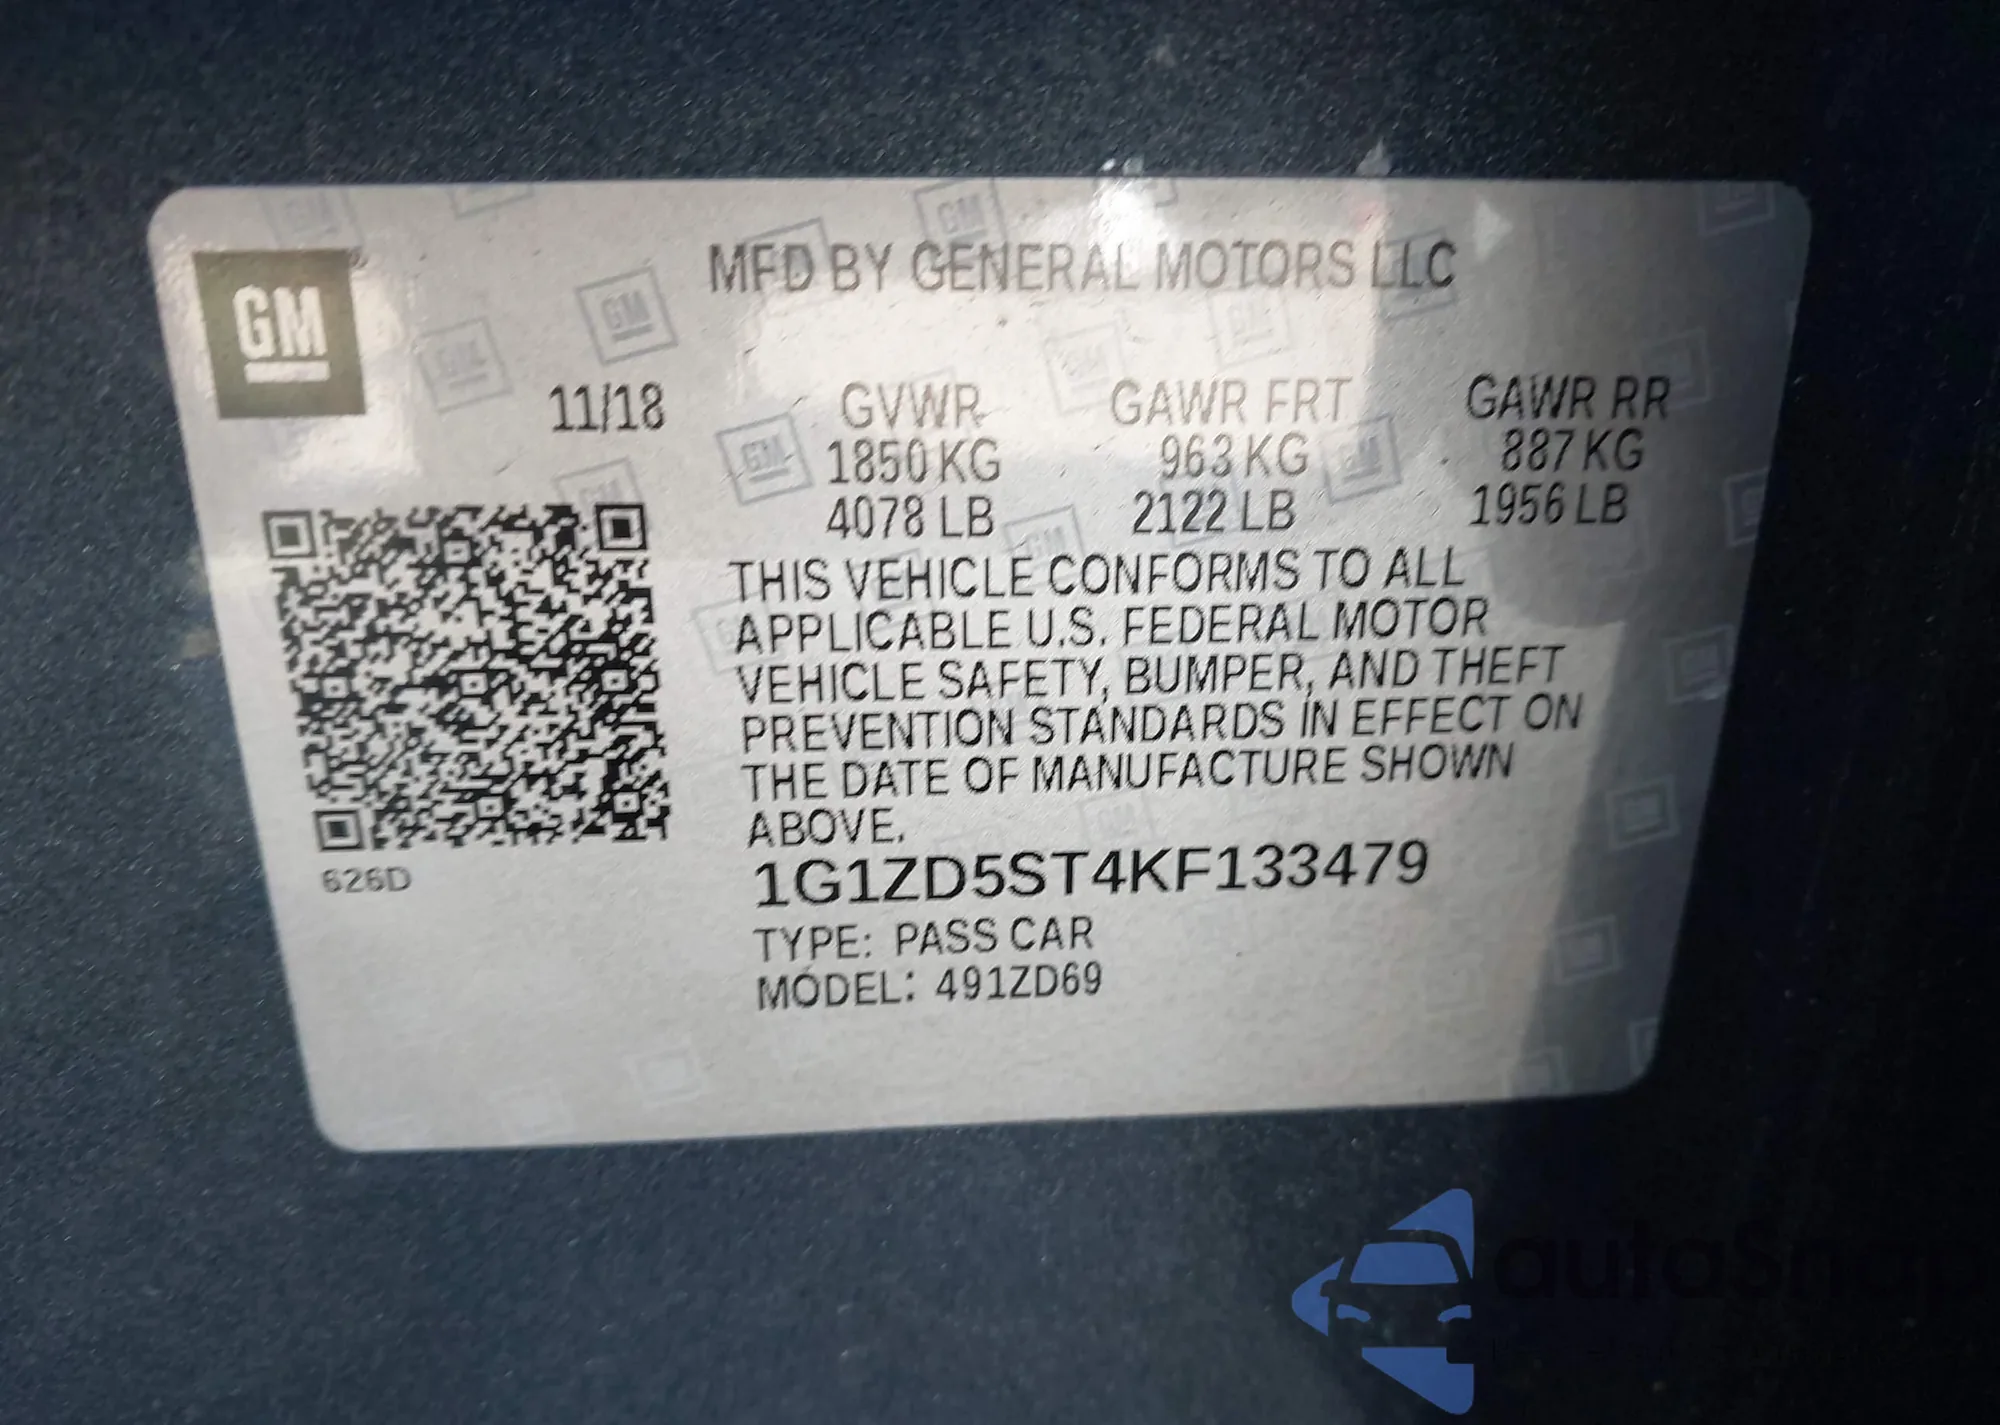 GM
MFD BY GENERAL MOTORS LLC
11/18 GVWR GAWR FRT GAWR RR
1850 KG 963 KG 887 KG
4078 LB 2122 LB 1956 LB
THIS VEHICLE CONFORMS TO ALL
APPLICABLE U.S. FEDERAL MOTOR
VEHICLE SAFETY, BUMPER, AND THEFT
PREVENTION STANDARDS IN EFFECT ON
THE DATE OF MANUFACTURE SHOWN
ABOVE.
626D
1G1ZD5ST4KF133479
TYPE: PASS CAR
MODEL: 491ZD69
autoSnap